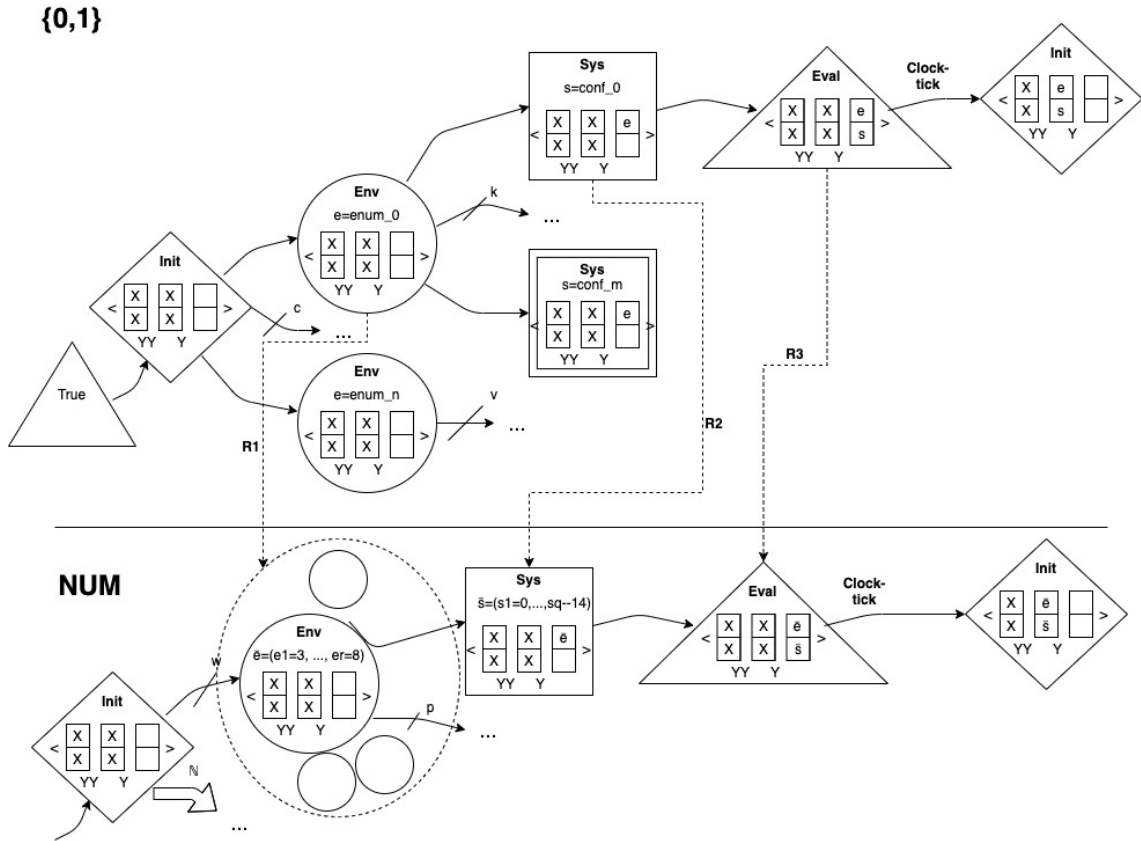 {0,1}
Sys
s=conf_0
X X e
< X X >
YY Y
Eval
X X e
< X X s >
YY Y
Clock-
tick
Init
X e
< X s >
YY Y
Env
e=enum_0
X X
< X X >
YY Y
k
...
Init
X X
< X X >
YY Y
c
...
Sys
s=conf_m
X X e
< X X >
YY Y
True
Env
e=enum_n
X X
< X X >
YY Y
v
...
R1
R2
R3
NUM
Sys
s̄=(s1=0,...,sq--14)
X X ē
< X X >
YY Y
Eval
X X ē
< X X s̄ >
YY Y
Clock-
tick
Init
X ē
< X s̄ >
YY Y
Env
ē=(e1=3, ..., er=8)
X X
< X X >
YY Y
w
p
...
Init
X X
< X X >
YY Y
ℕ
...